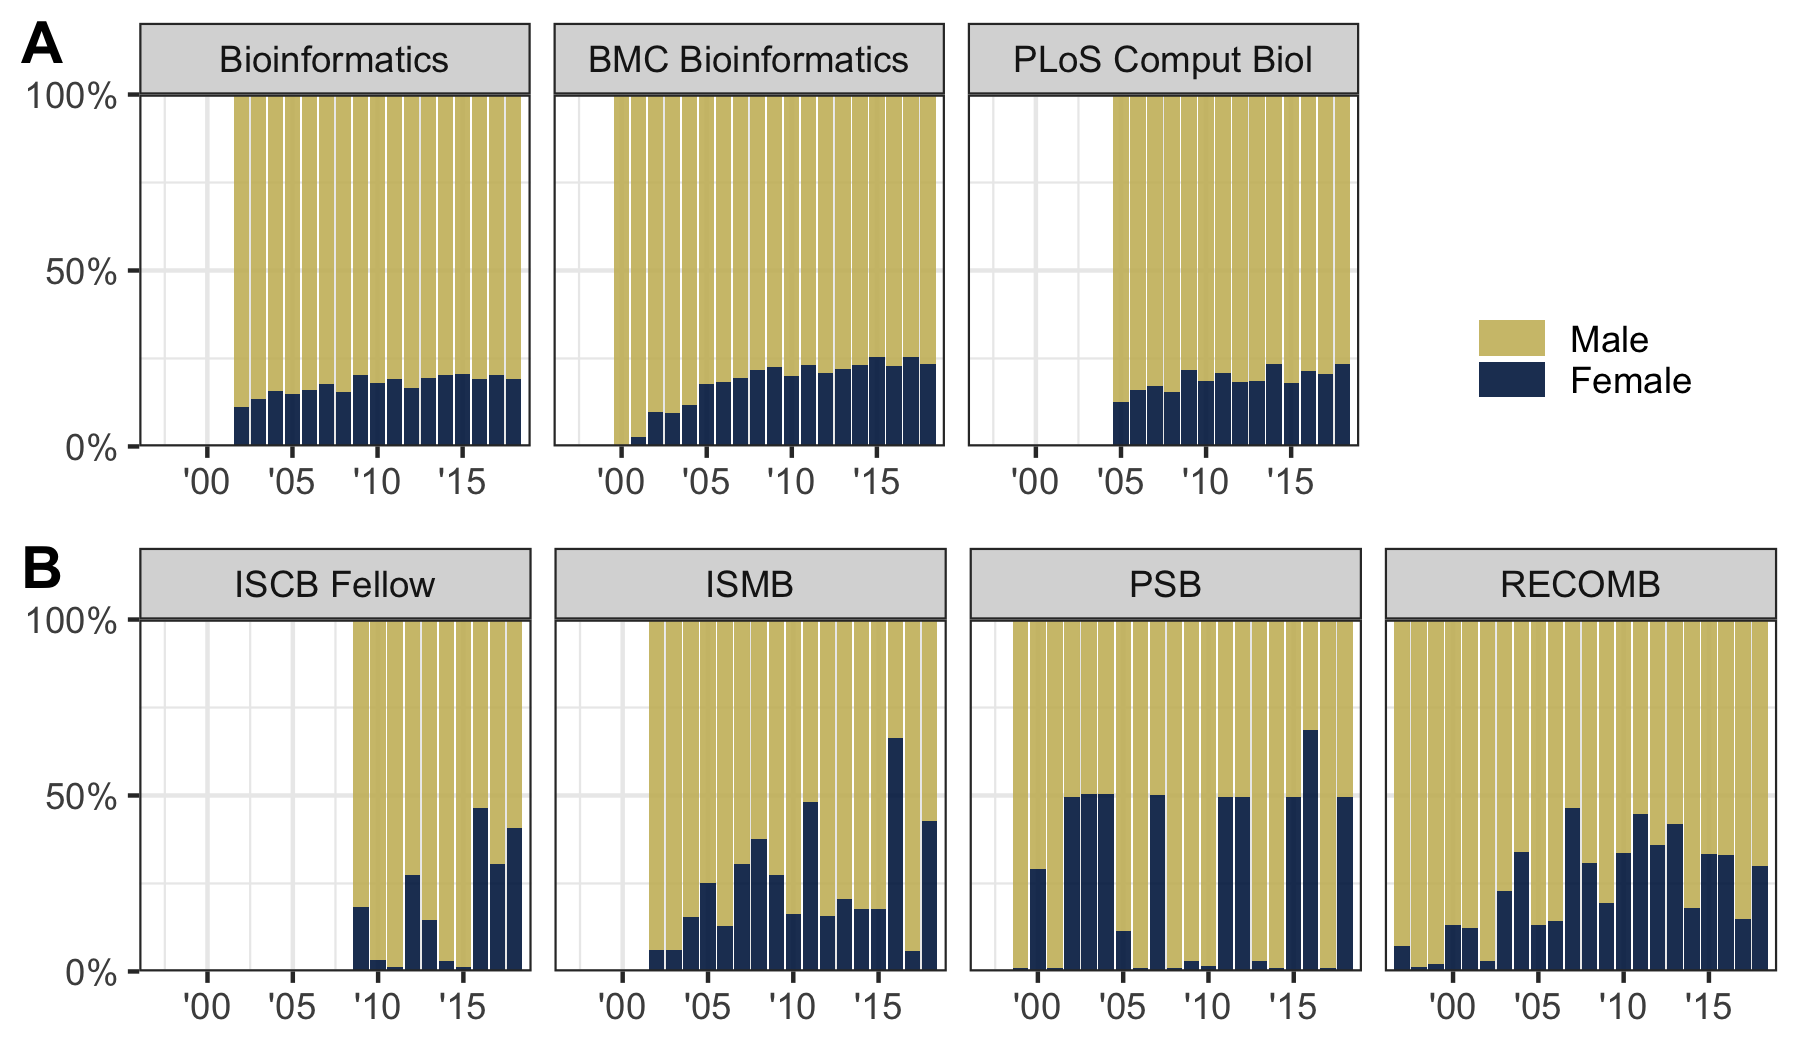 A
Bioinformatics BMC Bioinformatics PLoS Comput Biol
100%
50%
0%
'00 '05 '10 '15 '00 '05 '10 '15 '00 '05 '10 '15
Male
Female
B
ISCB Fellow ISMB PSB RECOMB
100%
50%
0%
'00 '05 '10 '15 '00 '05 '10 '15 '00 '05 '10 '15 '00 '05 '10 '15